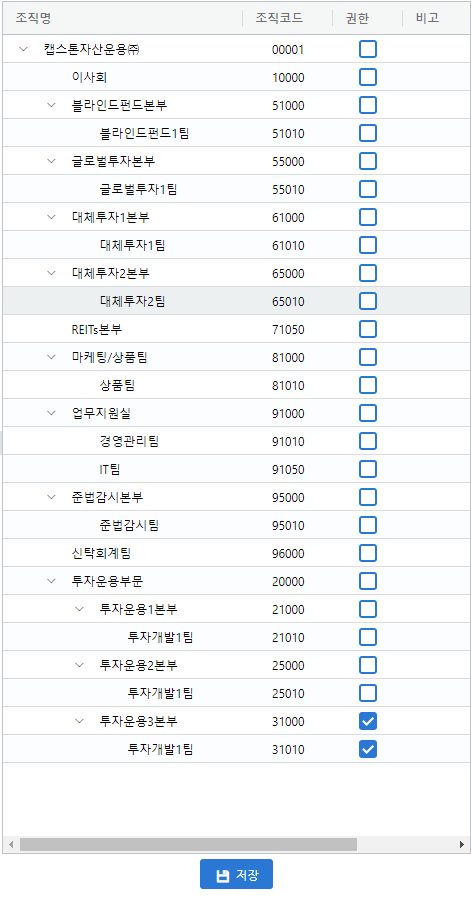 조직명 조직코드 권한 비고
캡스톤자산운용㈜ 00001
이사회 10000
블라인드펀드본부 51000
블라인드펀드1팀 51010
글로벌투자본부 55000
글로벌투자1팀 55010
대체투자1본부 61000
대체투자1팀 61010
대체투자2본부 65000
대체투자2팀 65010
REITs본부 71050
마케팅/상품팀 81000
상품팀 81010
업무지원실 91000
경영관리팀 91010
IT팀 91050
준법감시본부 95000
준법감시팀 95010
신탁회계팀 96000
투자운용부문 20000
투자운용1본부 21000
투자개발1팀 21010
투자운용2본부 25000
투자개발1팀 25010
투자운용3본부 31000
투자개발1팀 31010
저장